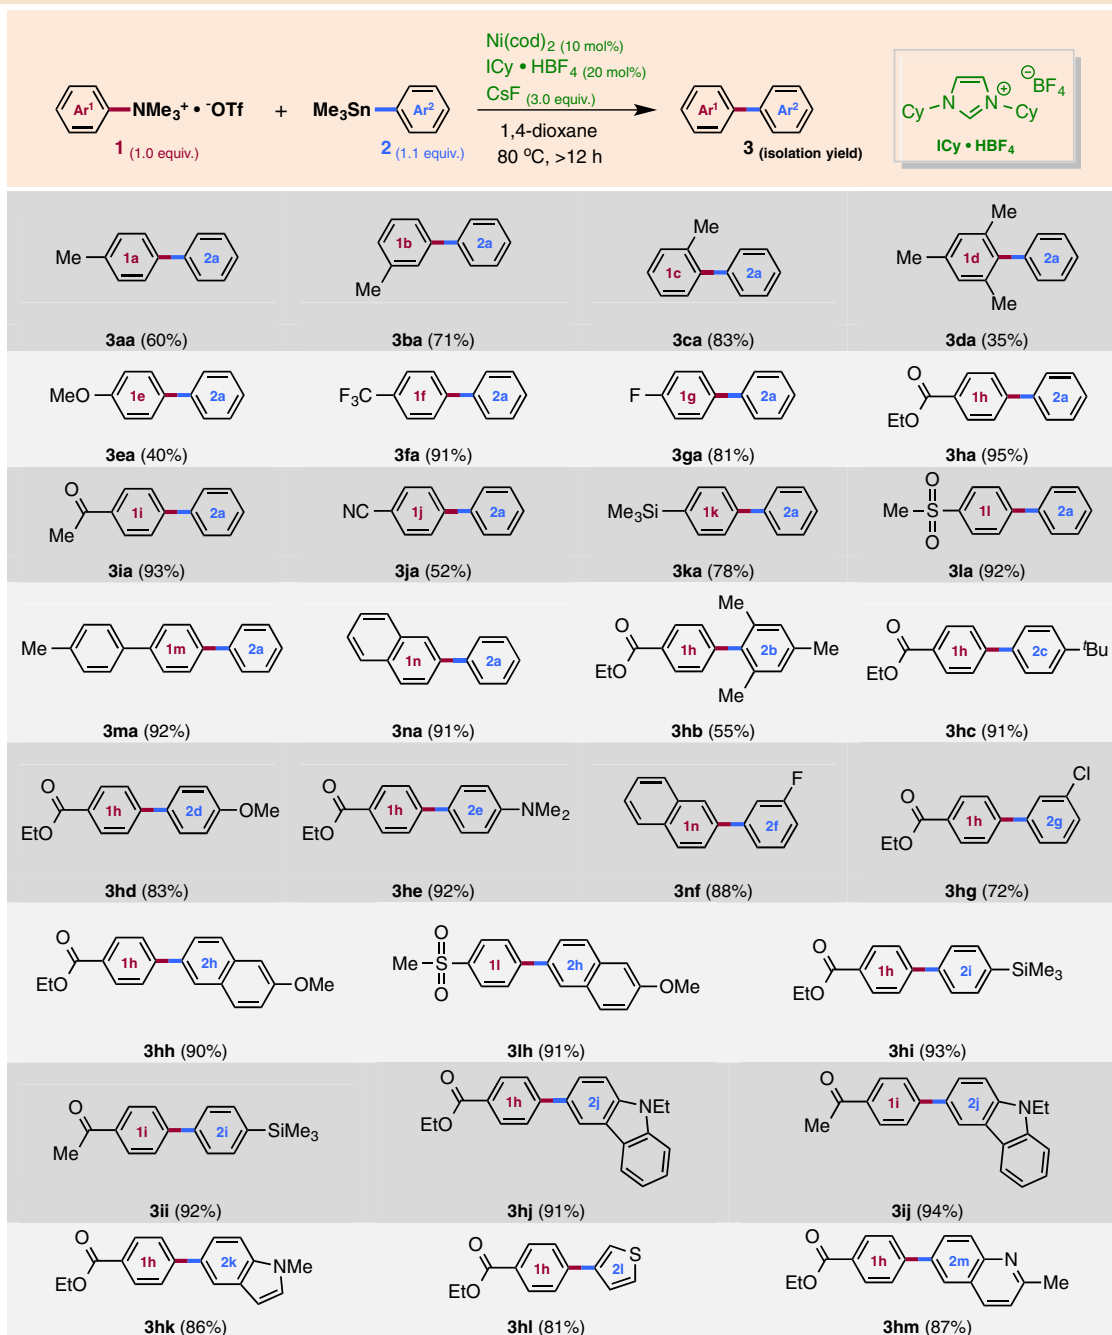 Ni(cod)2 (10 mol%)
ICy • HBF4 (20 mol%)
CsF (3.0 equiv.)
Ar1 NMe3+ • -OTf + Me3Sn Ar2 1,4-dioxane Ar1 Ar2
80 oC, >12 h
1 (1.0 equiv.) 2 (1.1 equiv.) 3 (isolation yield)
⊖BF4
N N⊕
Cy Cy
ICy • HBF4
Me 1a 2a 1b 2a Me Me 1c 2a Me Me 1d 2a Me
3aa (60%) 3ba (71%) 3ca (83%) 3da (35%)
MeO 1e 2a F3C 1f 2a F 1g 2a O EtO 1h 2a
3ea (40%) 3fa (91%) 3ga (81%) 3ha (95%)
O Me 1i 2a NC 1j 2a Me3Si 1k 2a O Me S O 1l 2a
3ia (93%) 3ja (52%) 3ka (78%) 3la (92%)
Me 1m 2a 1n 2a O EtO 1h Me 2b Me Me O EtO 1h 2c tBu
3ma (92%) 3na (91%) 3hb (55%) 3hc (91%)
O EtO 1h 2d OMe O EtO 1h 2e NMe2 1n 2f F O EtO 1h 2g Cl
3hd (83%) 3he (92%) 3nf (88%) 3hg (72%)
O EtO 1h 2h OMe O Me S O 1l 2h OMe O EtO 1h 2i SiMe3
3hh (90%) 3lh (91%) 3hi (93%)
O Me 1i 2i SiMe3 O EtO 1h 2j NEt O Me 1i 2j NEt
3ii (92%) 3hj (91%) 3ij (94%)
O EtO 1h 2k NMe O EtO 1h 2l S O EtO 1h 2m N Me
3hk (86%) 3hl (81%) 3hm (87%)